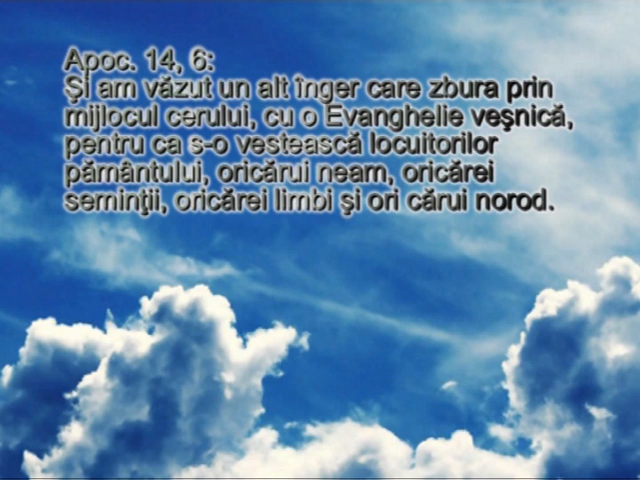 Apoc. 14, 6:
Şi am văzut un alt înger care zbura prin
mijlocul cerului, cu o Evanghelie veşnică,
pentru ca s-o vestească locuitorilor
pământului, oricărui neam, oricărei
seminţii, oricărei limbi şi ori cărui norod.